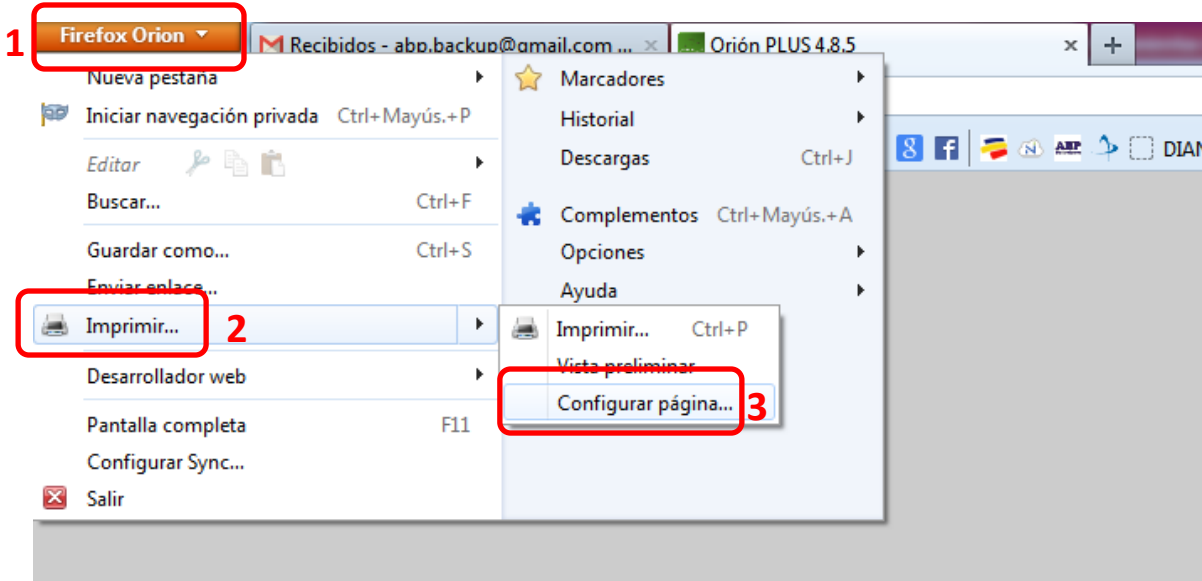 1
Firefox Orion
Recibidos - abp.backup@gmail.com ...
Orión PLUS 4.8.5
Nueva pestaña
Iniciar navegación privada Ctrl+Mayús.+P
Editar
Buscar... Ctrl+F
Guardar como... Ctrl+S
Enviar enlace...
Imprimir... 2
Desarrollador web
Pantalla completa F11
Configurar Sync...
Salir
Marcadores
Historial
Descargas Ctrl+J
Complementos Ctrl+Mayús.+A
Opciones
Ayuda
Imprimir... Ctrl+P
Vista preliminar
Configurar página... 3
8 f N ABP DIAN